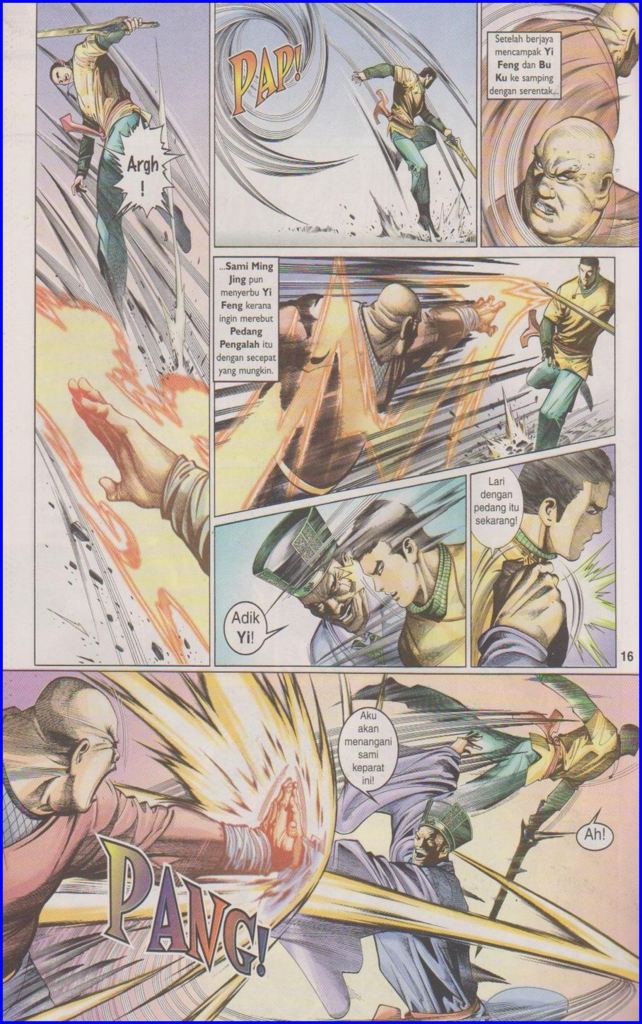 Argh
!
PAP!
Setelah berjaya
mencampak Yi
Feng dan Bu
Ku ke samping
dengan serentak...
...Sami Ming
Jing pun
menyerbu Yi
Feng kerana
ingin merebut
Pedang
Pengalah itu
dengan secepat
yang mungkin.
Adik
Yi!
Lari
dengan
pedang itu
sekarang!
16
Aku
akan
menangani
sami
keparat
ini!
Ah!
PANG!